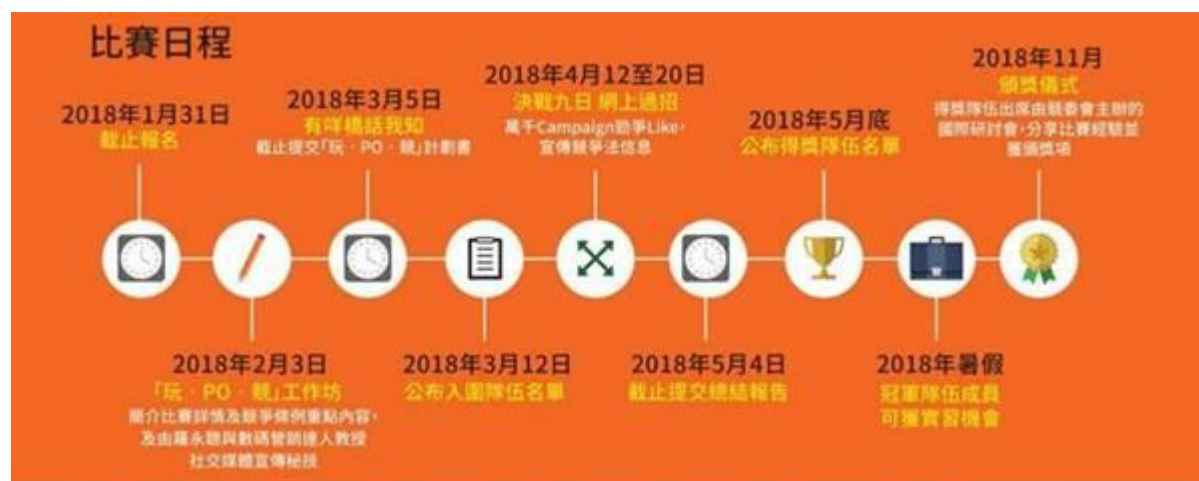 比賽日程
2018年1月31日
截止報名
2018年2月3日
「玩．PO．競」工作坊
簡介比賽詳情及競爭條例重點內容，
及由羅永聰與數碼營銷達人教授
社交媒體宣傳秘技
2018年3月5日
有咩橋話我知
截止提交「玩．PO．競」計劃書
2018年3月12日
公布入圍隊伍名單
2018年4月12至20日
決戰九日 網上過招
萬千Campaign勁爭Like，
宣傳競爭法信息
2018年5月4日
截止提交總結報告
2018年5月底
公布得獎隊伍名單
2018年暑假
冠軍隊伍成員
可獲實習機會
2018年11月
頒獎儀式
得獎隊伍出席由競委會主辦的
國際研討會，分享比賽經驗並
獲頒獎項